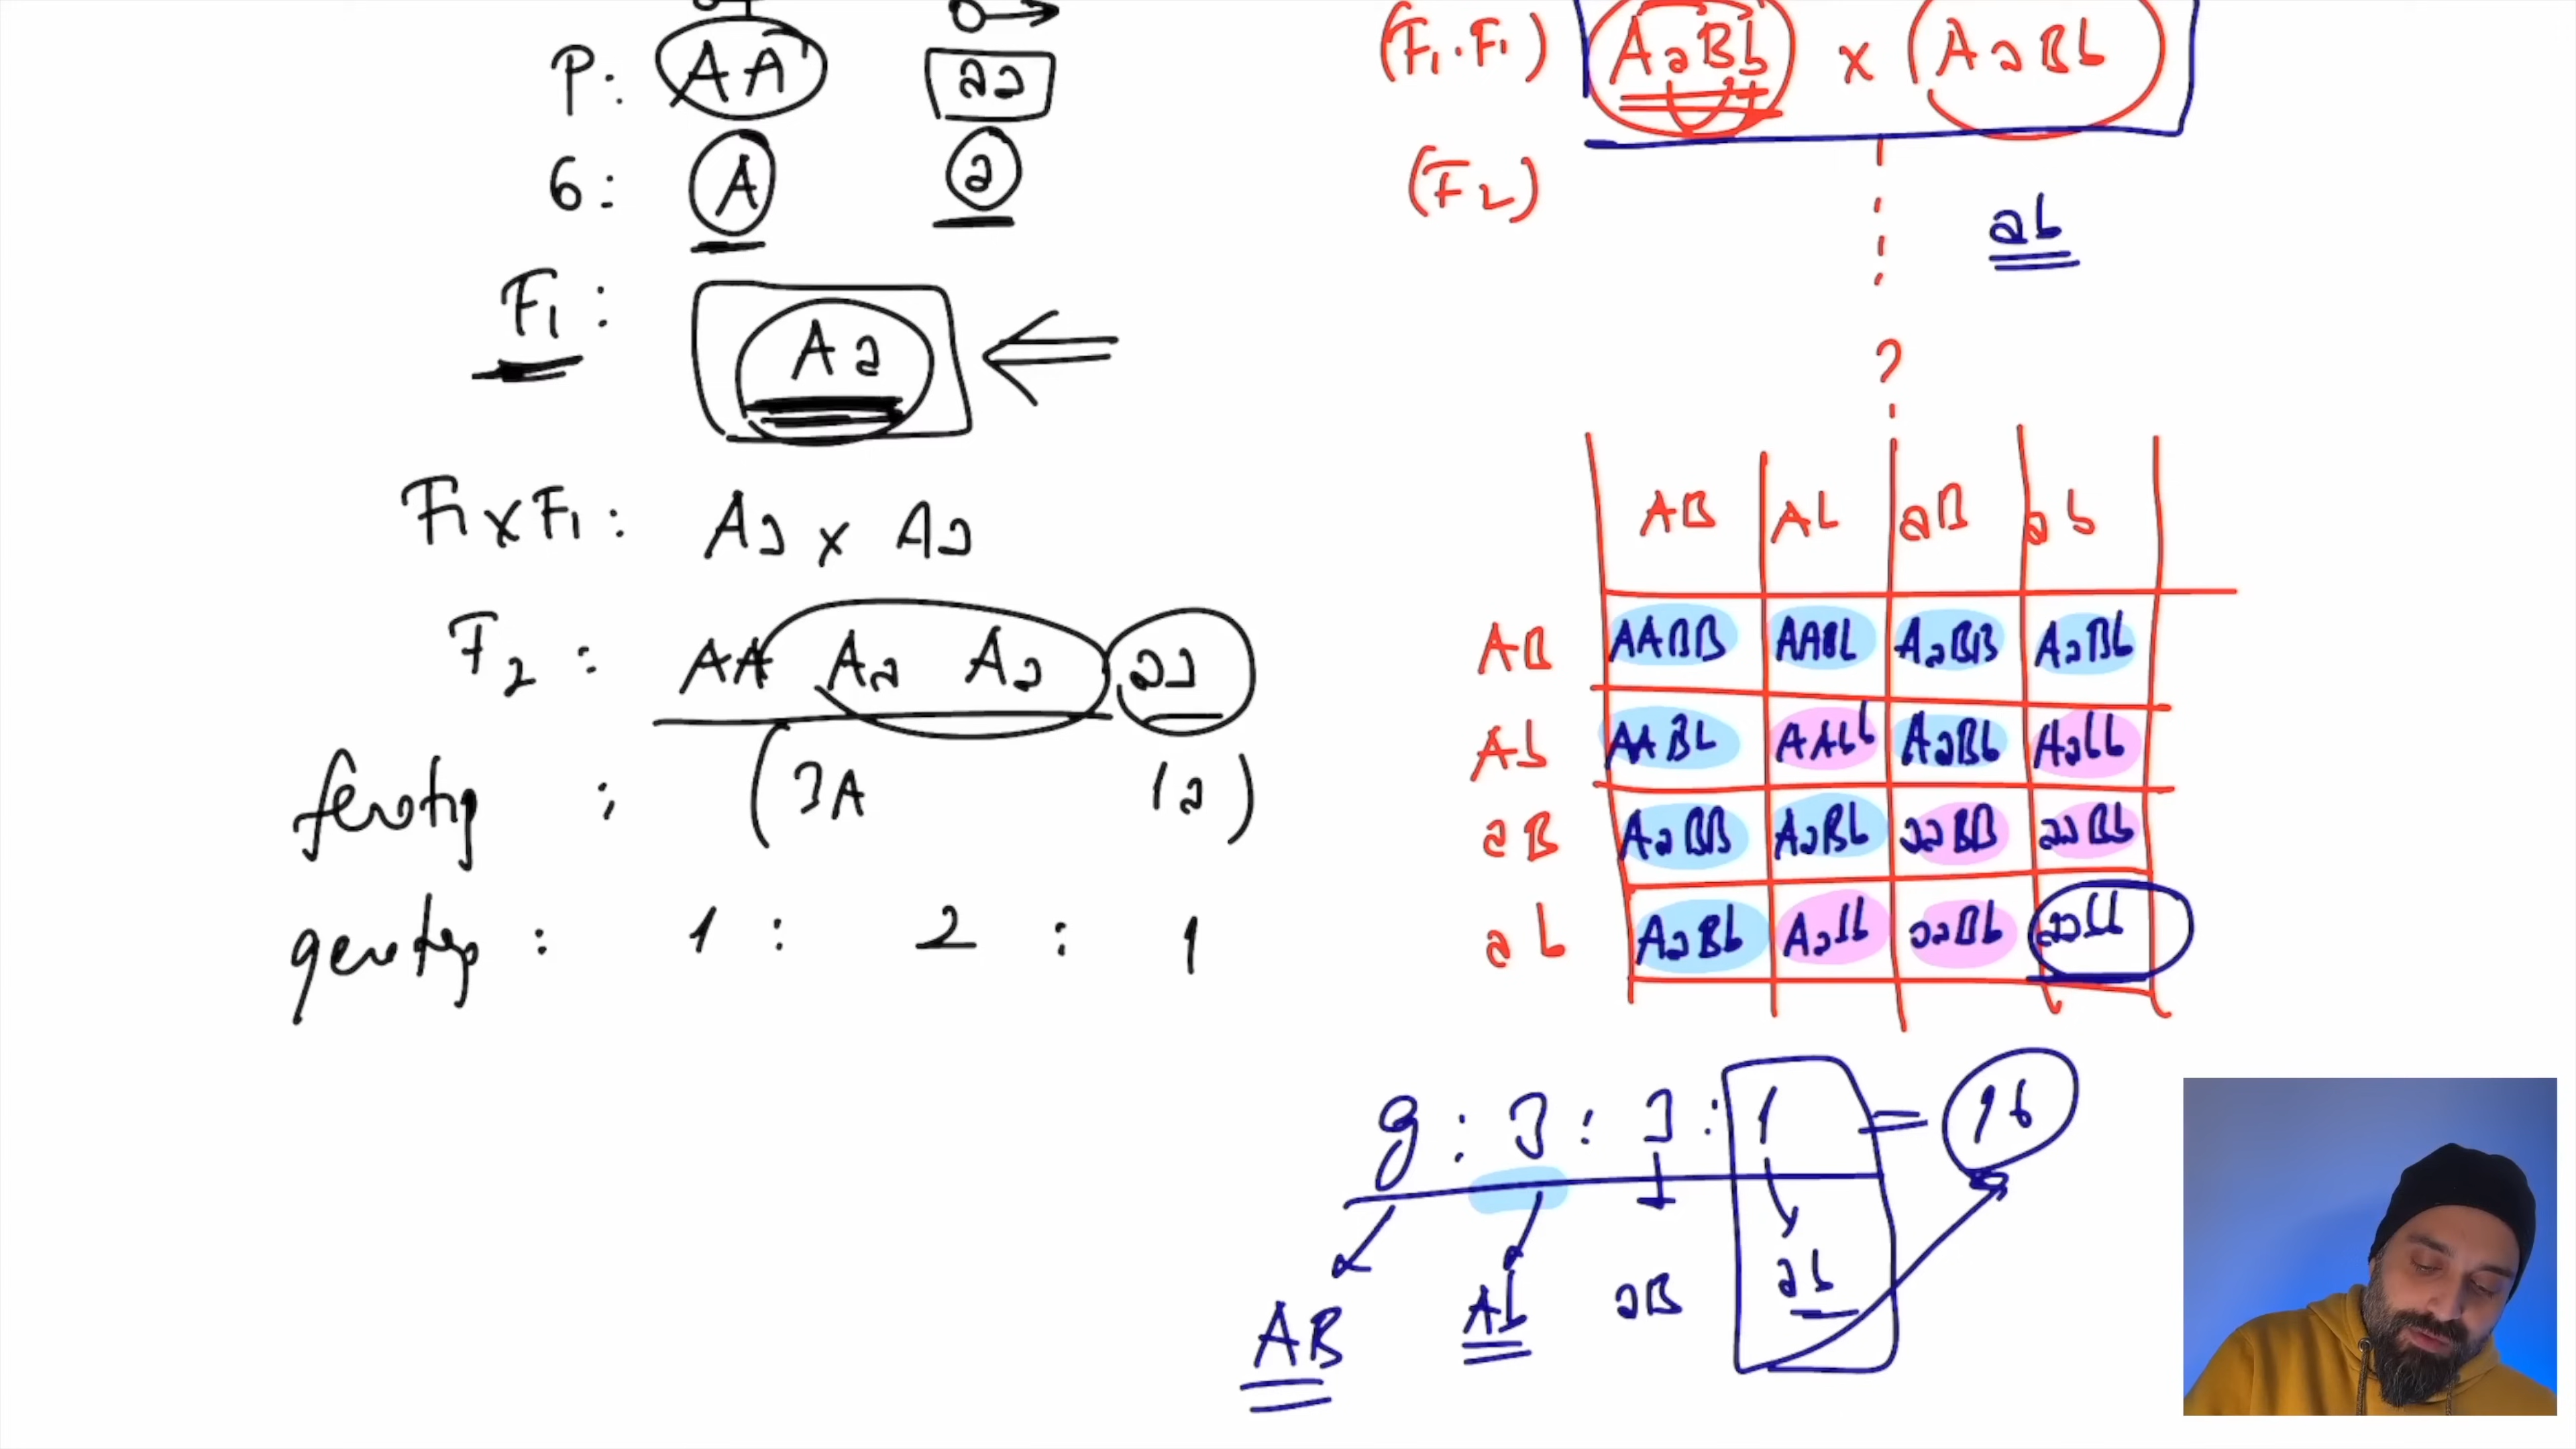 P: AA aa
G: A a
F1: Aa
F1xF1: Aa x Aa
F2: AA Aa Aa aa
fenotip : (3A 1a)
genotip : 1 : 2 : 1
(F1.F1) AaBb x AaBb
(F2)
ab
?
AB Ab aB ab
AB AABB AABb AaBB AaBb
Ab AABb AAbb AaBb Aabb
aB AaBB AaBb aaBB aaBb
ab AaBb Aabb aaBb aabb
9 : 3 : 3 : 1 = 16
AB Ab aB ab